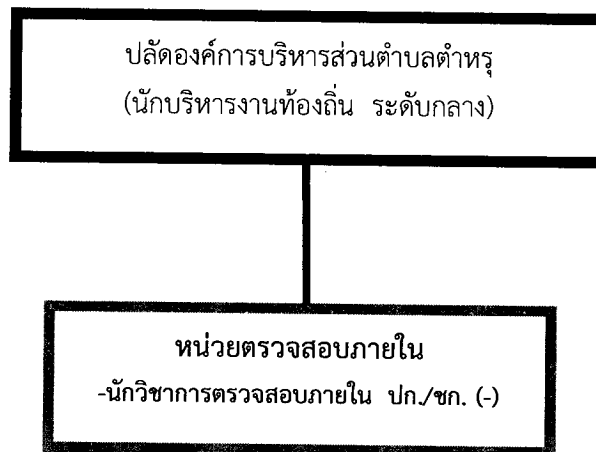 ปลัดองค์การบริหารส่วนตำบลตำหรุ
(นักบริหารงานท้องถิ่น ระดับกลาง)
หน่วยตรวจสอบภายใน
-นักวิชาการตรวจสอบภายใน ปก./ชก. (-)